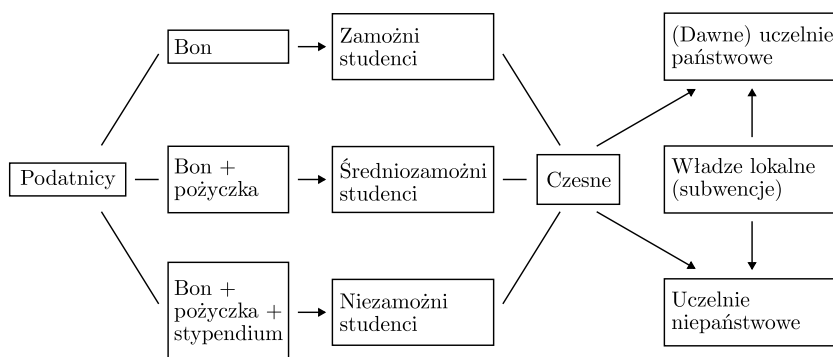 Podatnicy
Bon
Bon +
pożyczka
Bon +
pożyczka +
stypendium
Zamożni
studenci
Średniozamożni
studenci
Niezamożni
studenci
Czesne
(Dawne) uczelnie
państwowe
Władze lokalne
(subwencje)
Uczelnie
niepaństwowe